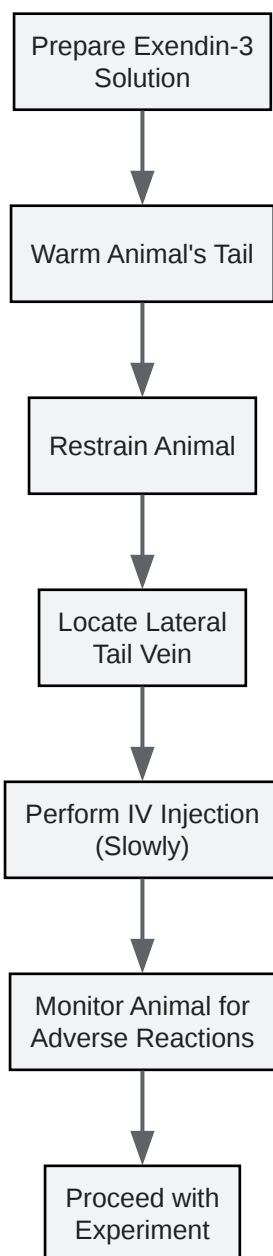 Prepare Exendin-3
Solution
Warm Animal's Tail
Restrain Animal
Locate Lateral
Tail Vein
Perform IV Injection
(Slowly)
Monitor Animal for
Adverse Reactions
Proceed with
Experiment